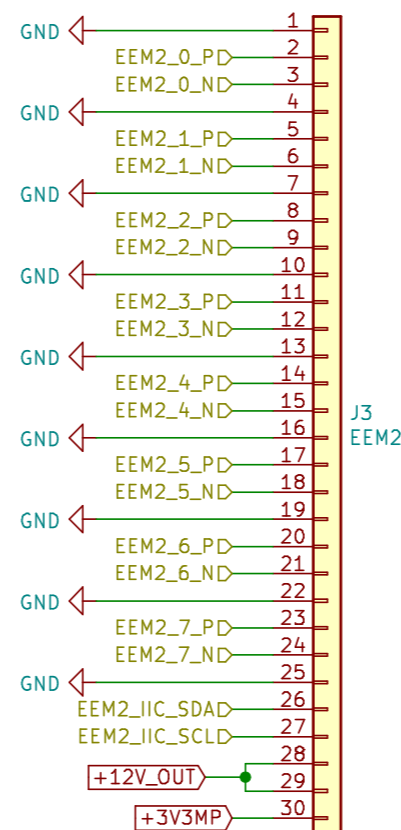 GND 1
EEM2_0_P 2
EEM2_0_N 3
GND 4
EEM2_1_P 5
EEM2_1_N 6
GND 7
EEM2_2_P 8
EEM2_2_N 9
GND 10
EEM2_3_P 11
EEM2_3_N 12
GND 13
EEM2_4_P 14
EEM2_4_N 15
J3
GND 16
EEM2
EEM2_5_P 17
EEM2_5_N 18
GND 19
EEM2_6_P 20
EEM2_6_N 21
GND 22
EEM2_7_P 23
EEM2_7_N 24
GND 25
EEM2_IIC_SDA 26
EEM2_IIC_SCL 27
28
+12V_OUT
29
+3V3MP 30